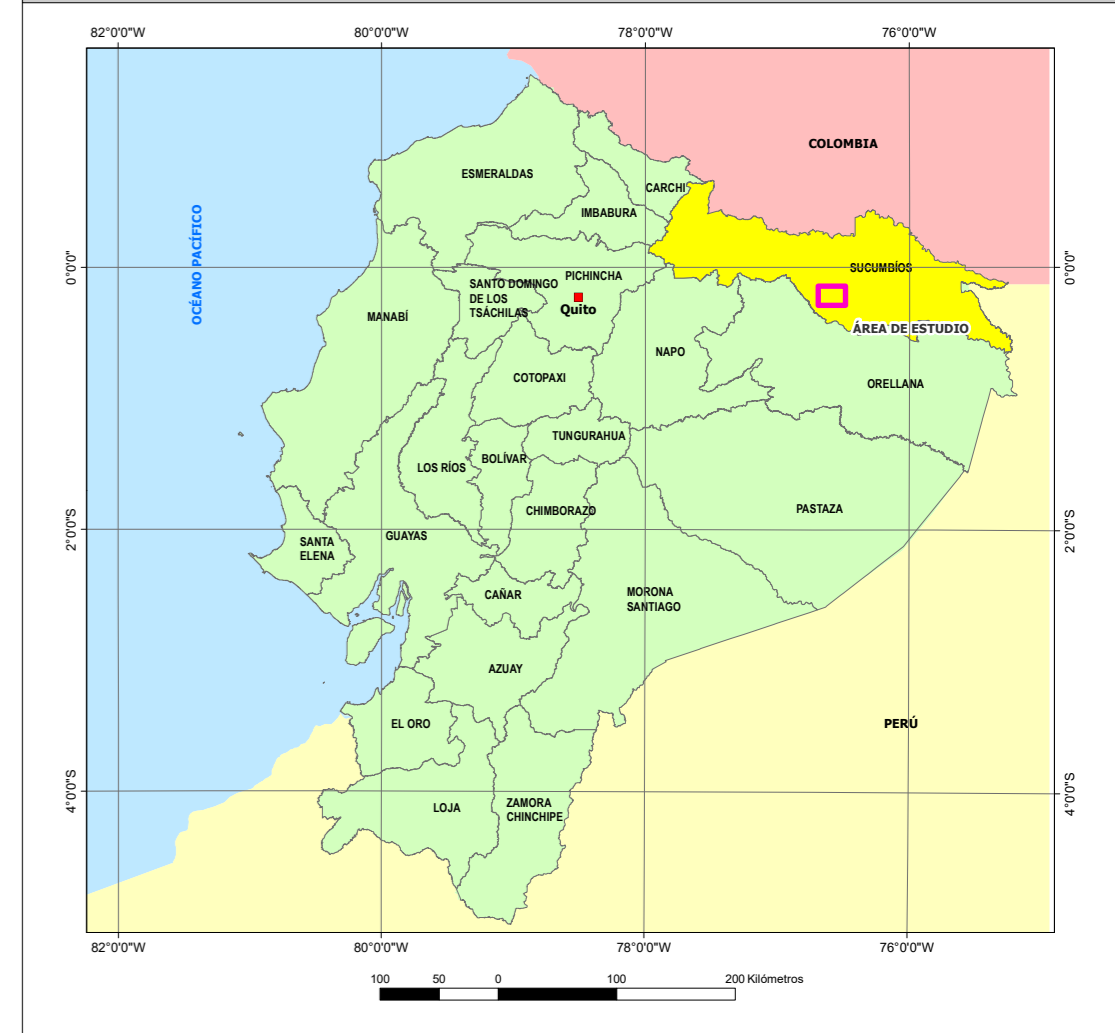 82°0'0"W
80°0'0"W
78°0'0"W
76°0'0"W
COLOMBIA
ESMERALDAS
CARCHI
IMBABURA
OCÉANO PACÍFICO
0°0'0"
PICHINCHA
SUCUMBÍOS
0°0'0"
SANTO DOMINGO
DE LOS
TSÁCHILAS
Quito
MANABÍ
ÁREA DE ESTUDIO
NAPO
COTOPAXI
ORELLANA
TUNGURAHUA
BOLÍVAR
LOS RÍOS
CHIMBORAZO
PASTAZA
2°0'0"S
GUAYAS
SANTA
ELENA
2°0'0"S
CAÑAR
MORONA
SANTIAGO
AZUAY
EL ORO
PERÚ
4°0'0"S
LOJA
ZAMORA
CHINCHIPE
4°0'0"S
82°0'0"W
80°0'0"W
78°0'0"W
76°0'0"W
100 50 0 100 200 Kilómetros